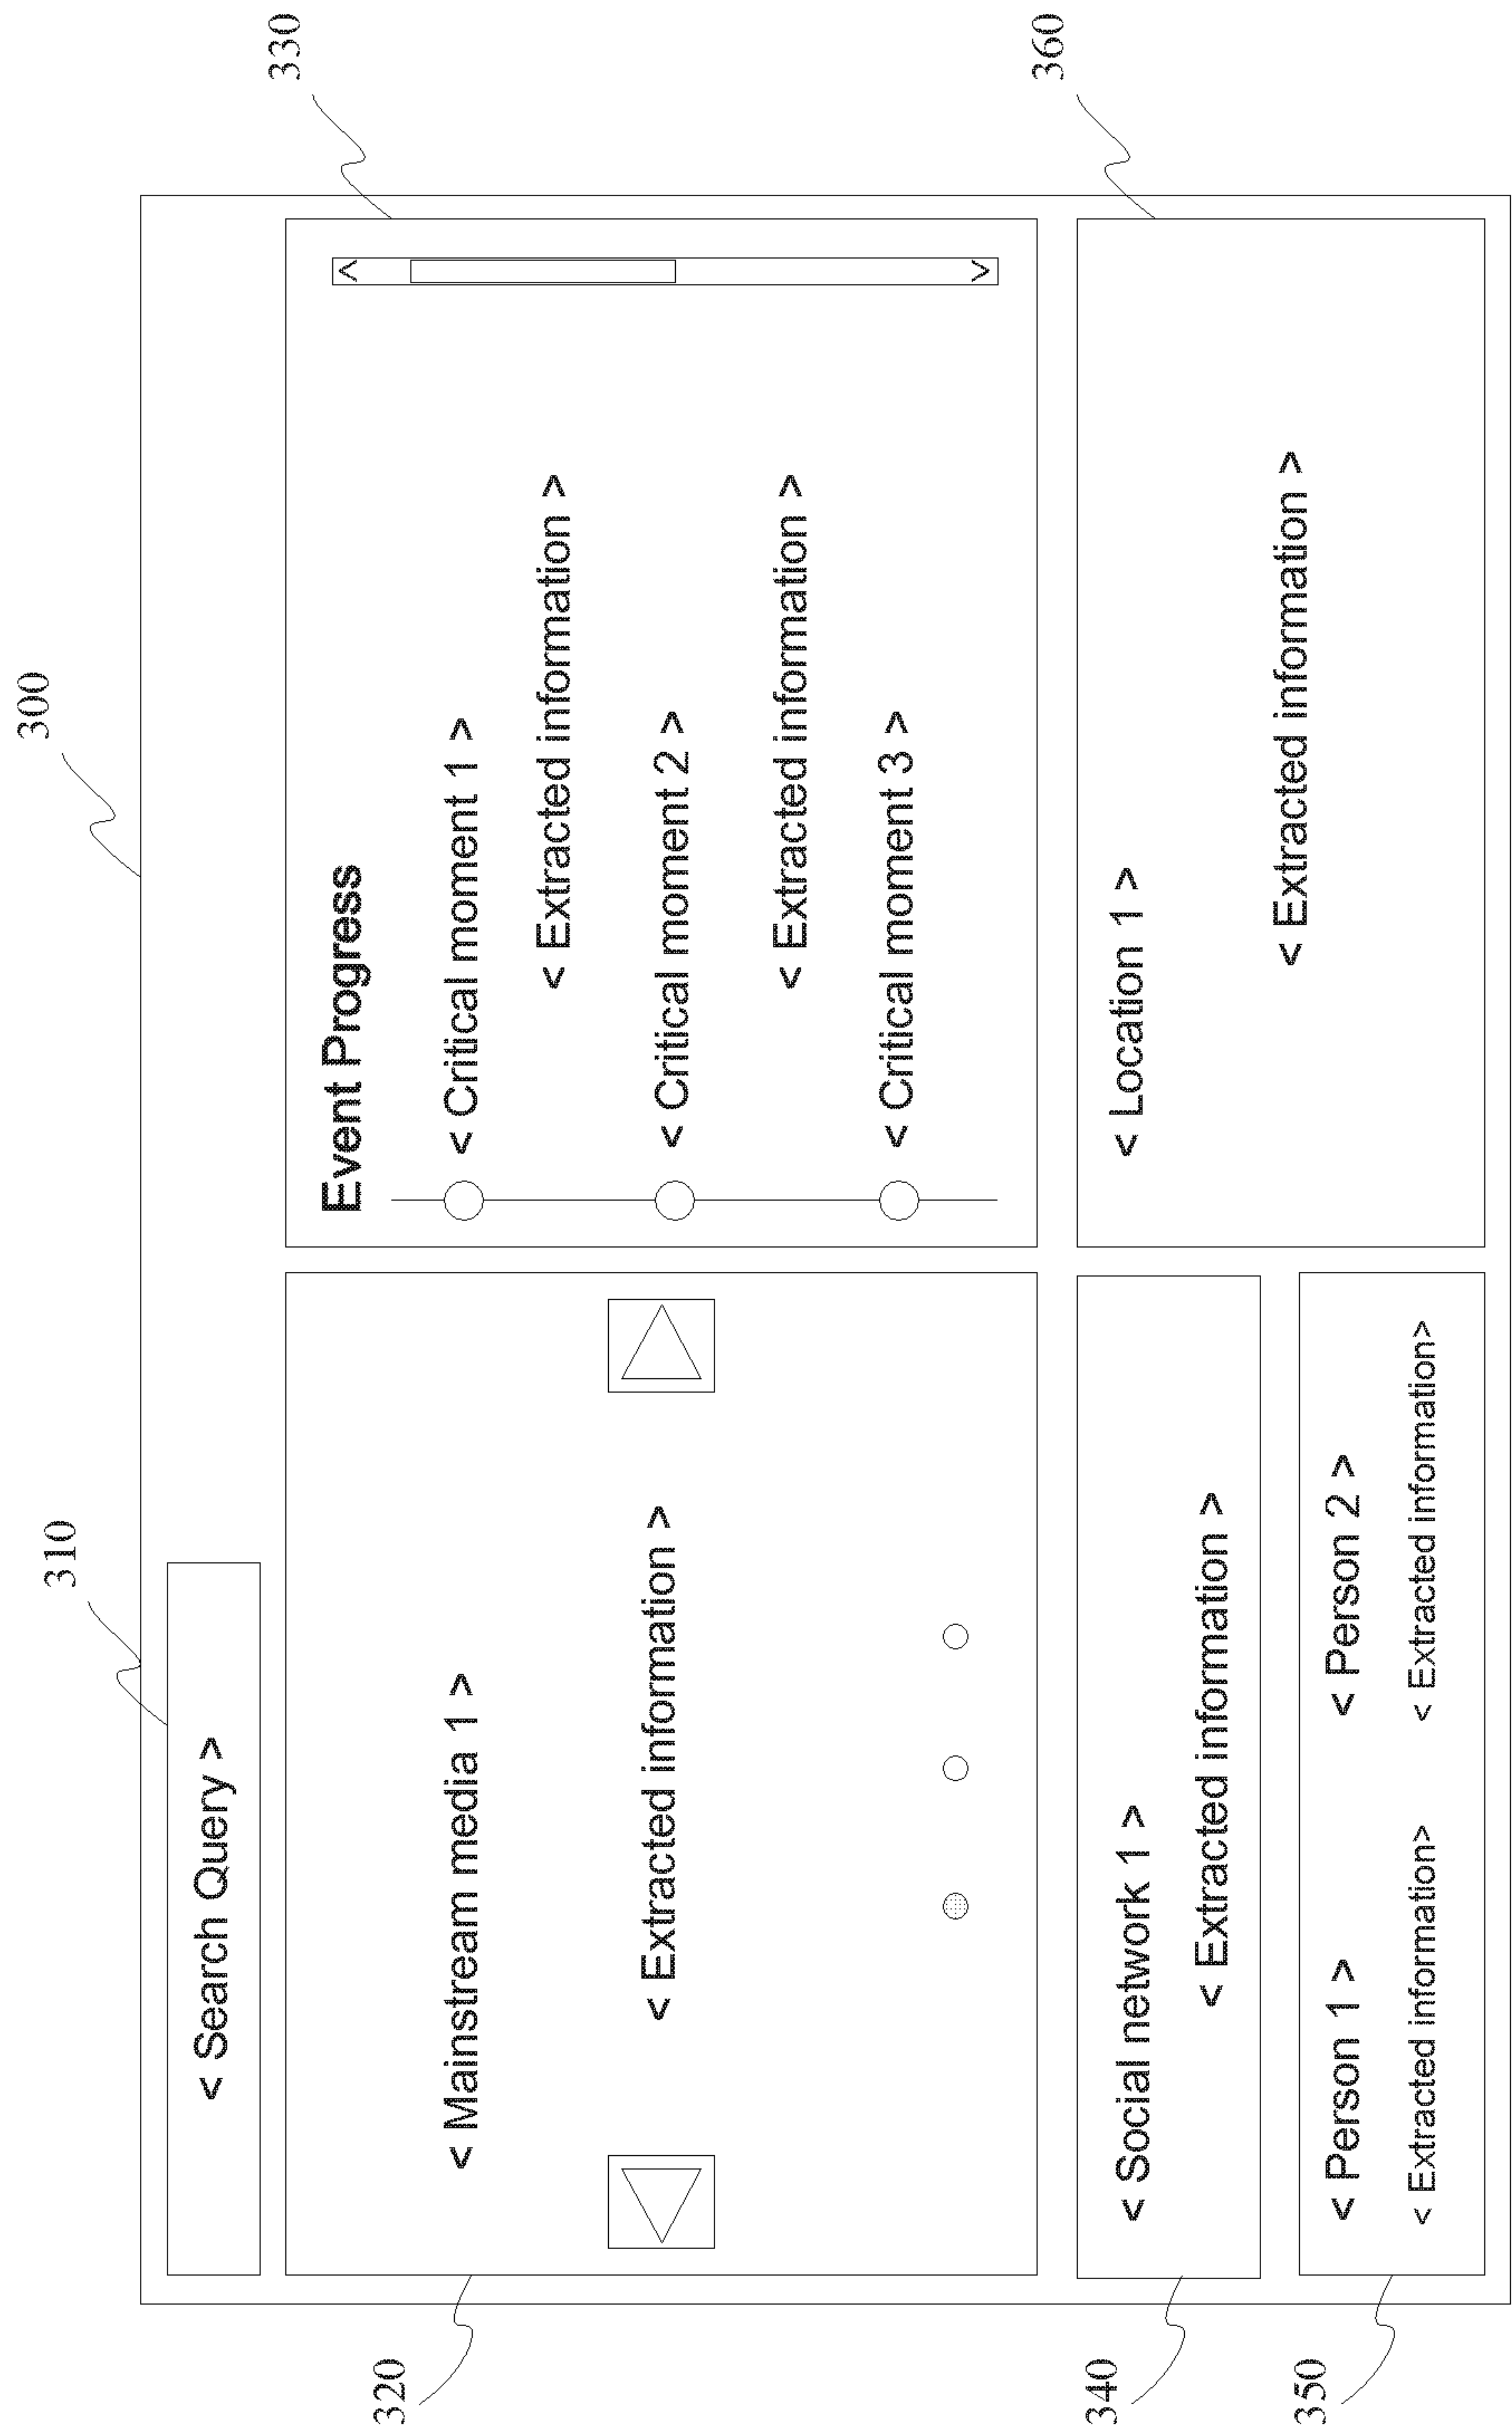 300
310
< Search Query >
320
< Mainstream media 1 >
< Extracted information >
330
Event Progress
< Critical moment 1 >
< Extracted information >
< Critical moment 2 >
< Extracted information >
< Critical moment 3 >
<
>
340
< Social network 1 >
< Extracted information >
350
< Person 1 >
< Extracted information>
< Person 2 >
< Extracted information>
360
< Location 1 >
< Extracted information >